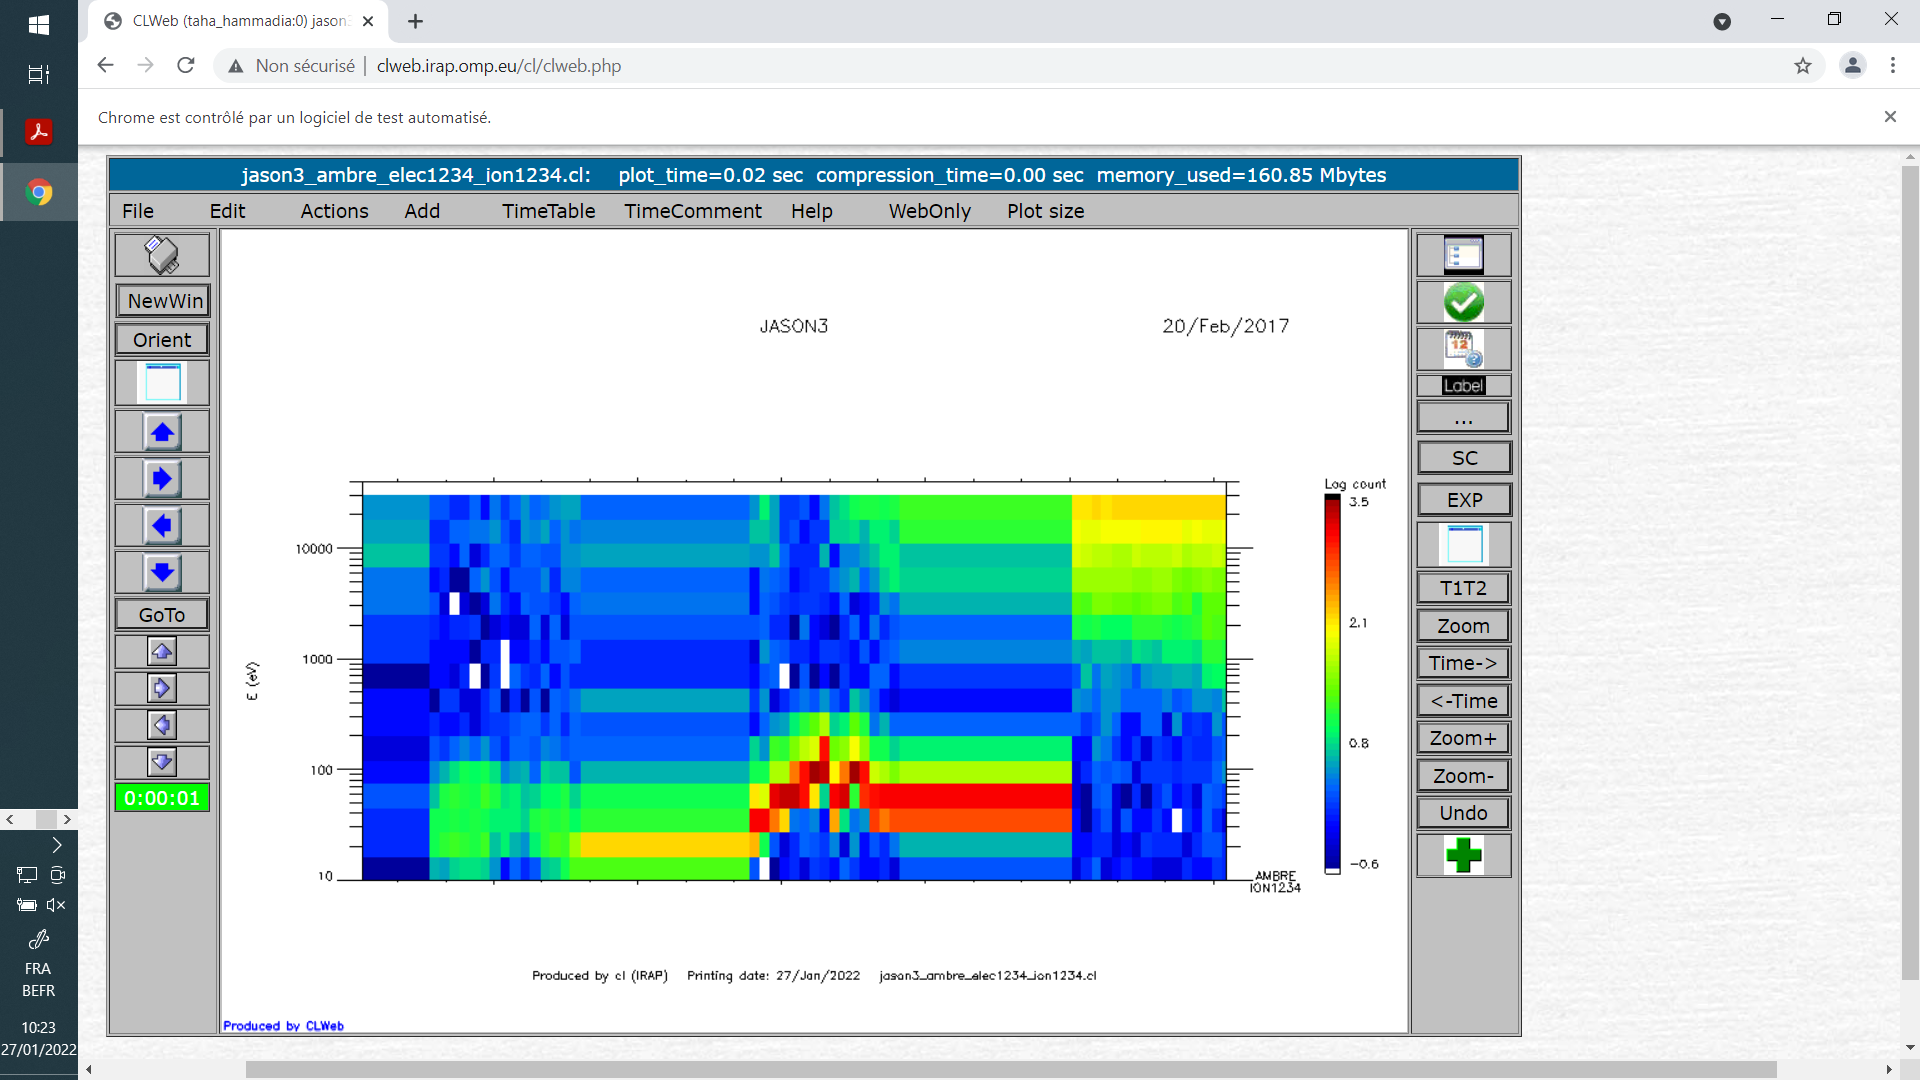 CLWeb (taha_hammadia:0) jason3
Non sécurisé | clweb.irap.omp.eu/cl/clweb.php
Chrome est contrôlé par un logiciel de test automatisé.
jason3_ambre_elec1234_ion1234.cl: plot_time=0.02 sec compression_time=0.00 sec memory_used=160.85 Mbytes
File Edit Actions Add TimeTable TimeComment Help WebOnly Plot size
NewWin
Orient
GoTo
0:00:01
JASON3
20/Feb/2017
Log count
3.5
2.1
0.8
-0.6
E (eV)
10000
1000
100
10
AMBRE
ION1234
Produced by cl (IRAP) Printing date: 27/Jan/2022 jason3_ambre_elec1234_ion1234.cl
Produced by CLWeb
12
Label
...
SC
EXP
T1T2
Zoom
Time->
<-Time
Zoom+
Zoom-
Undo
FRA
BEFR
10:23
27/01/2022